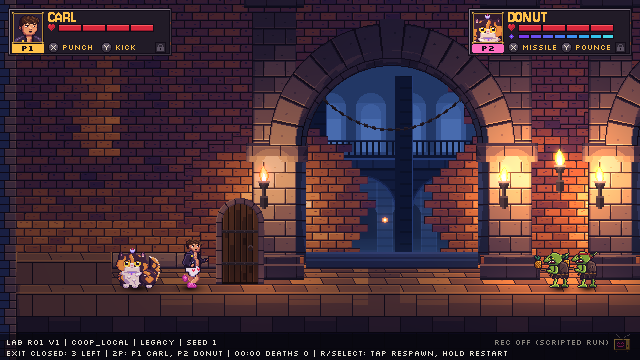 CARL
P1
X PUNCH Y KICK
DONUT
P2
X MISSILE Y POUNCE
LAB R01 V1 | COOP_LOCAL | LEGACY | SEED 1
REC OFF (SCRIPTED RUN)
EXIT CLOSED: 3 LEFT | 2P: P1 CARL, P2 DONUT | 00:00 DEATHS 0 | R/SELECT: TAP RESPAWN, HOLD RESTART